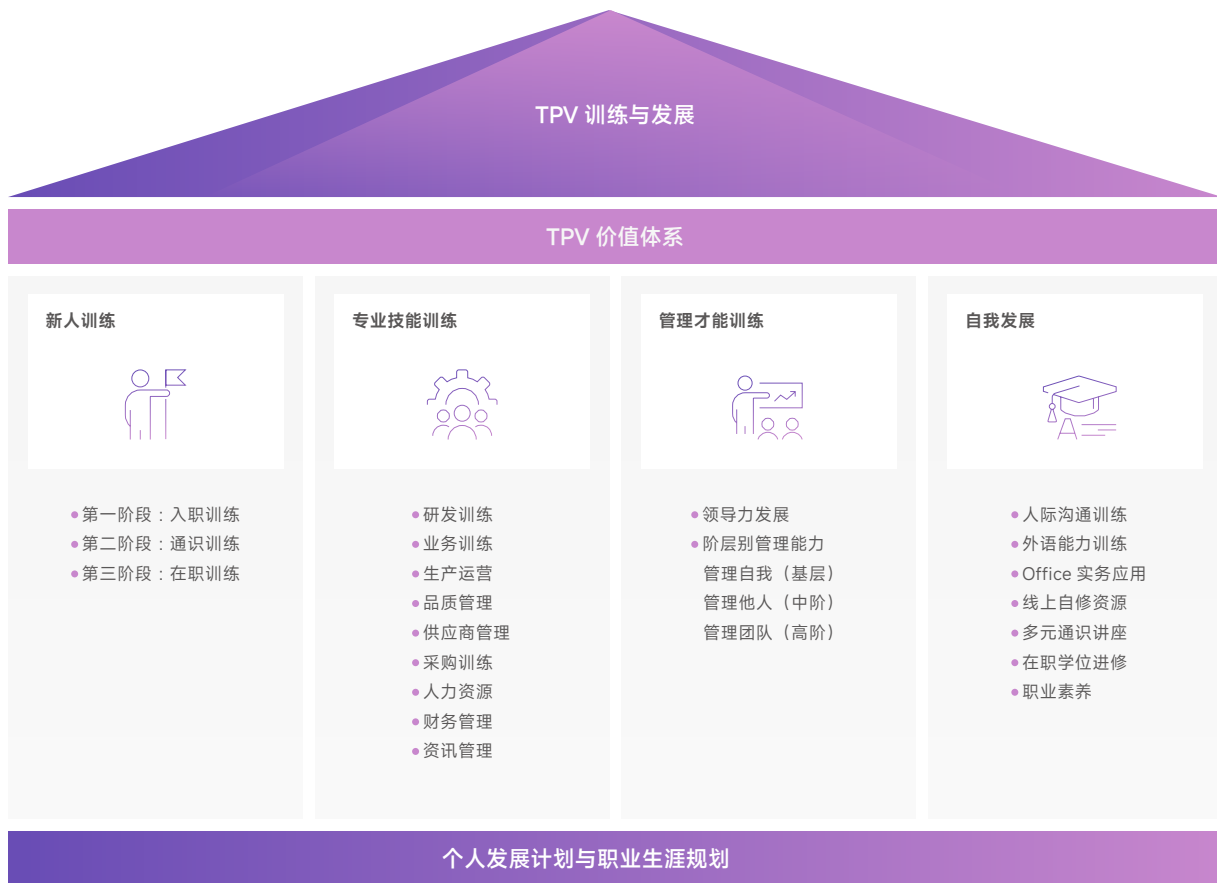 TPV 训练与发展
TPV 价值体系
新人训练
第一阶段：入职训练
第二阶段：通识训练
第三阶段：在职训练
专业技能训练
研发训练
业务训练
生产运营
品质管理
供应商管理
采购训练
人力资源
财务管理
资讯管理
管理才能训练
领导力发展
阶层别管理能力
管理自我（基层）
管理他人（中阶）
管理团队（高阶）
自我发展
人际沟通训练
外语能力训练
Office 实务应用
线上自修资源
多元通识讲座
在职学位进修
职业素养
个人发展计划与职业生涯规划